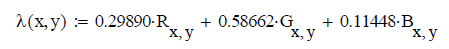 λ(x,y) := 0.29890·R_{x,y} + 0.58662·G_{x,y} + 0.11448·B_{x,y}